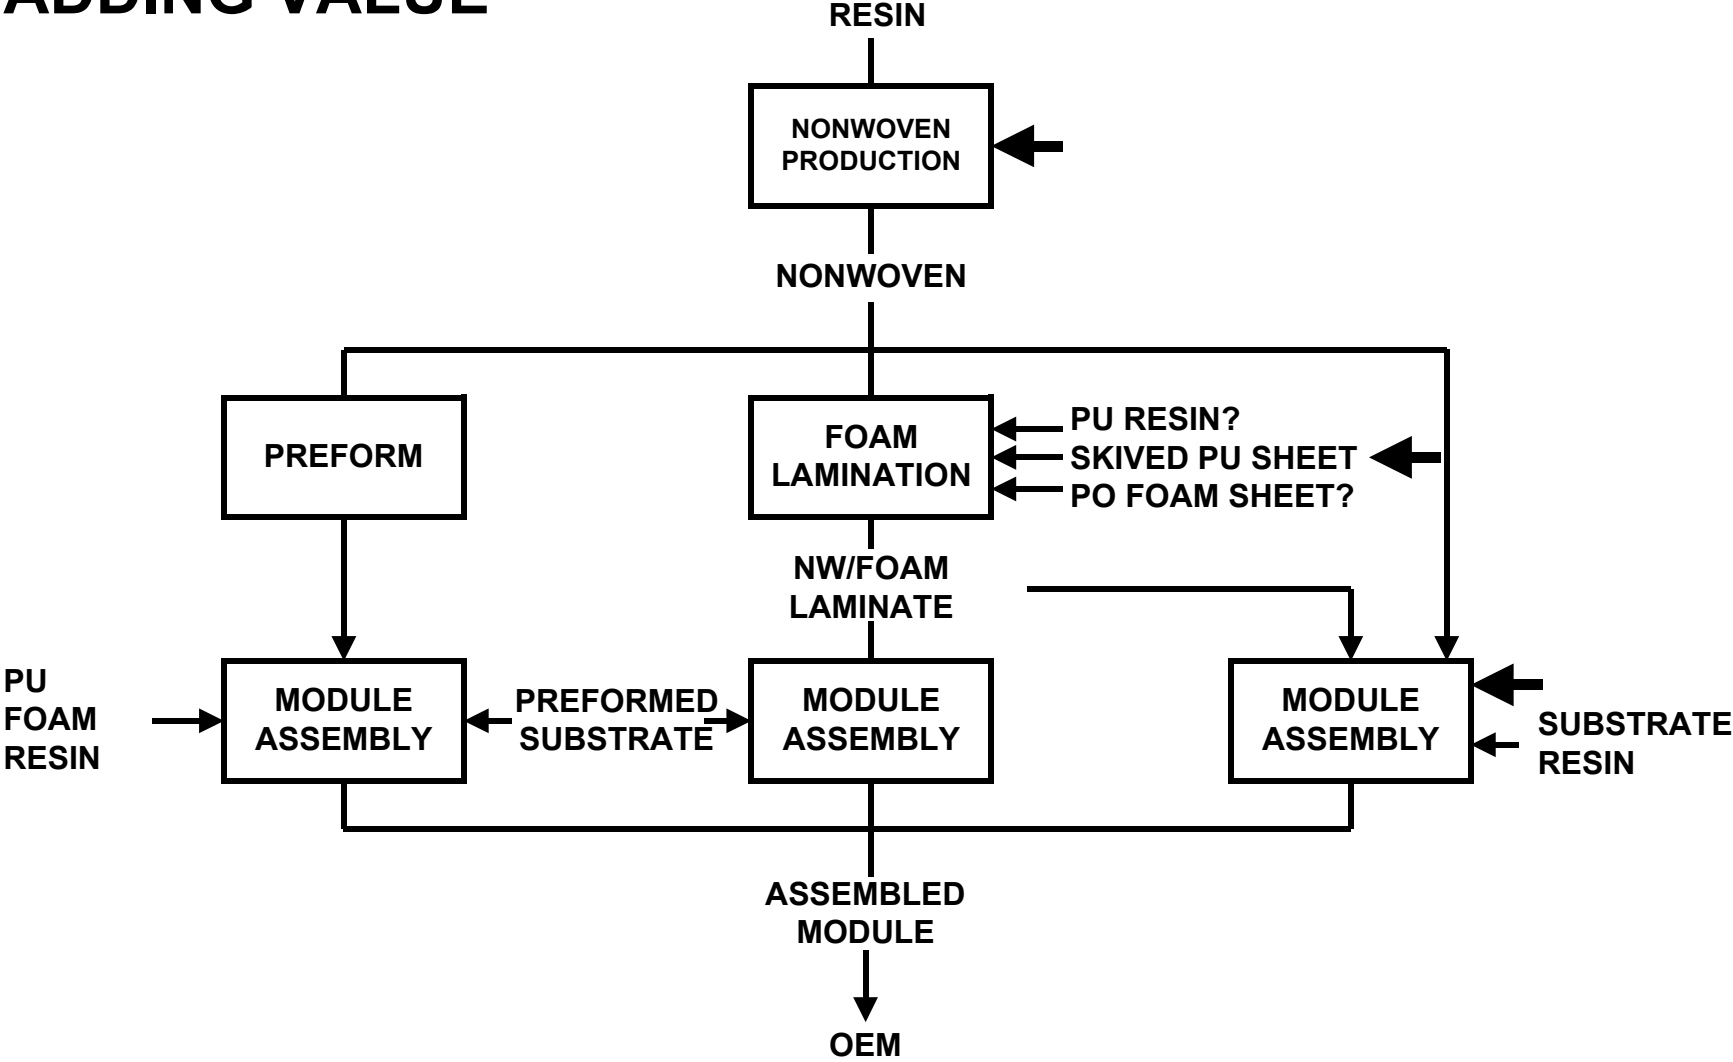 ADDING VALUE
RESIN
NONWOVEN
PRODUCTION
NONWOVEN
PREFORM
FOAM
LAMINATION
PU RESIN?
SKIVED PU SHEET
PO FOAM SHEET?
NW/FOAM
LAMINATE
PU
FOAM
RESIN
MODULE
ASSEMBLY
PREFORMED
SUBSTRATE
MODULE
ASSEMBLY
MODULE
ASSEMBLY
SUBSTRATE
RESIN
ASSEMBLED
MODULE
OEM